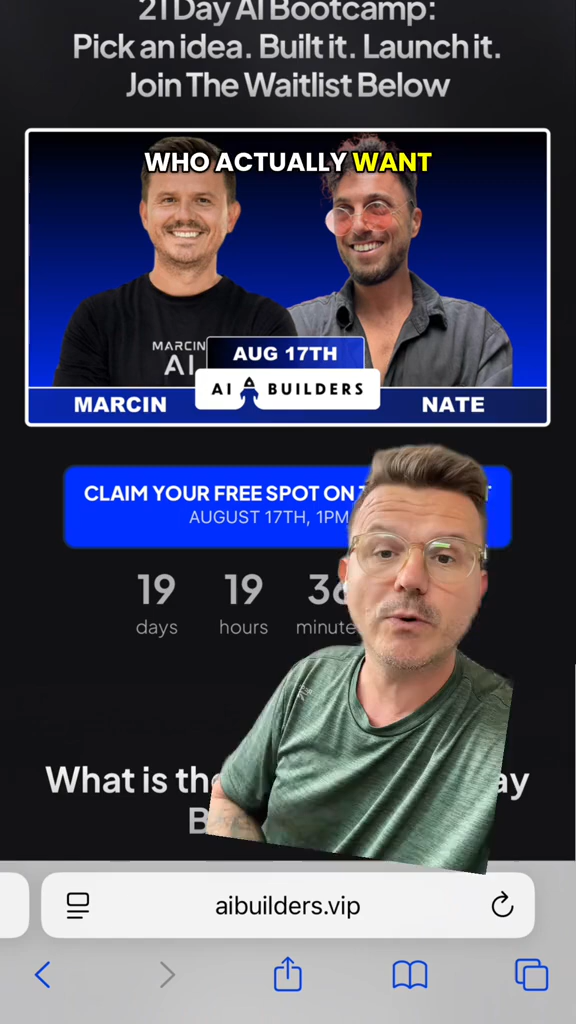 21 Day AI Bootcamp:
Pick an idea. Built it. Launch it.
Join The Waitlist Below
WHO ACTUALLY WANT
MARCIN
AI
AUG 17TH
AI BUILDERS
MARCIN
NATE
CLAIM YOUR FREE SPOT ON
AUGUST 17TH, 1PM
19 19
days hours minute
What is the
aibuilders.vip